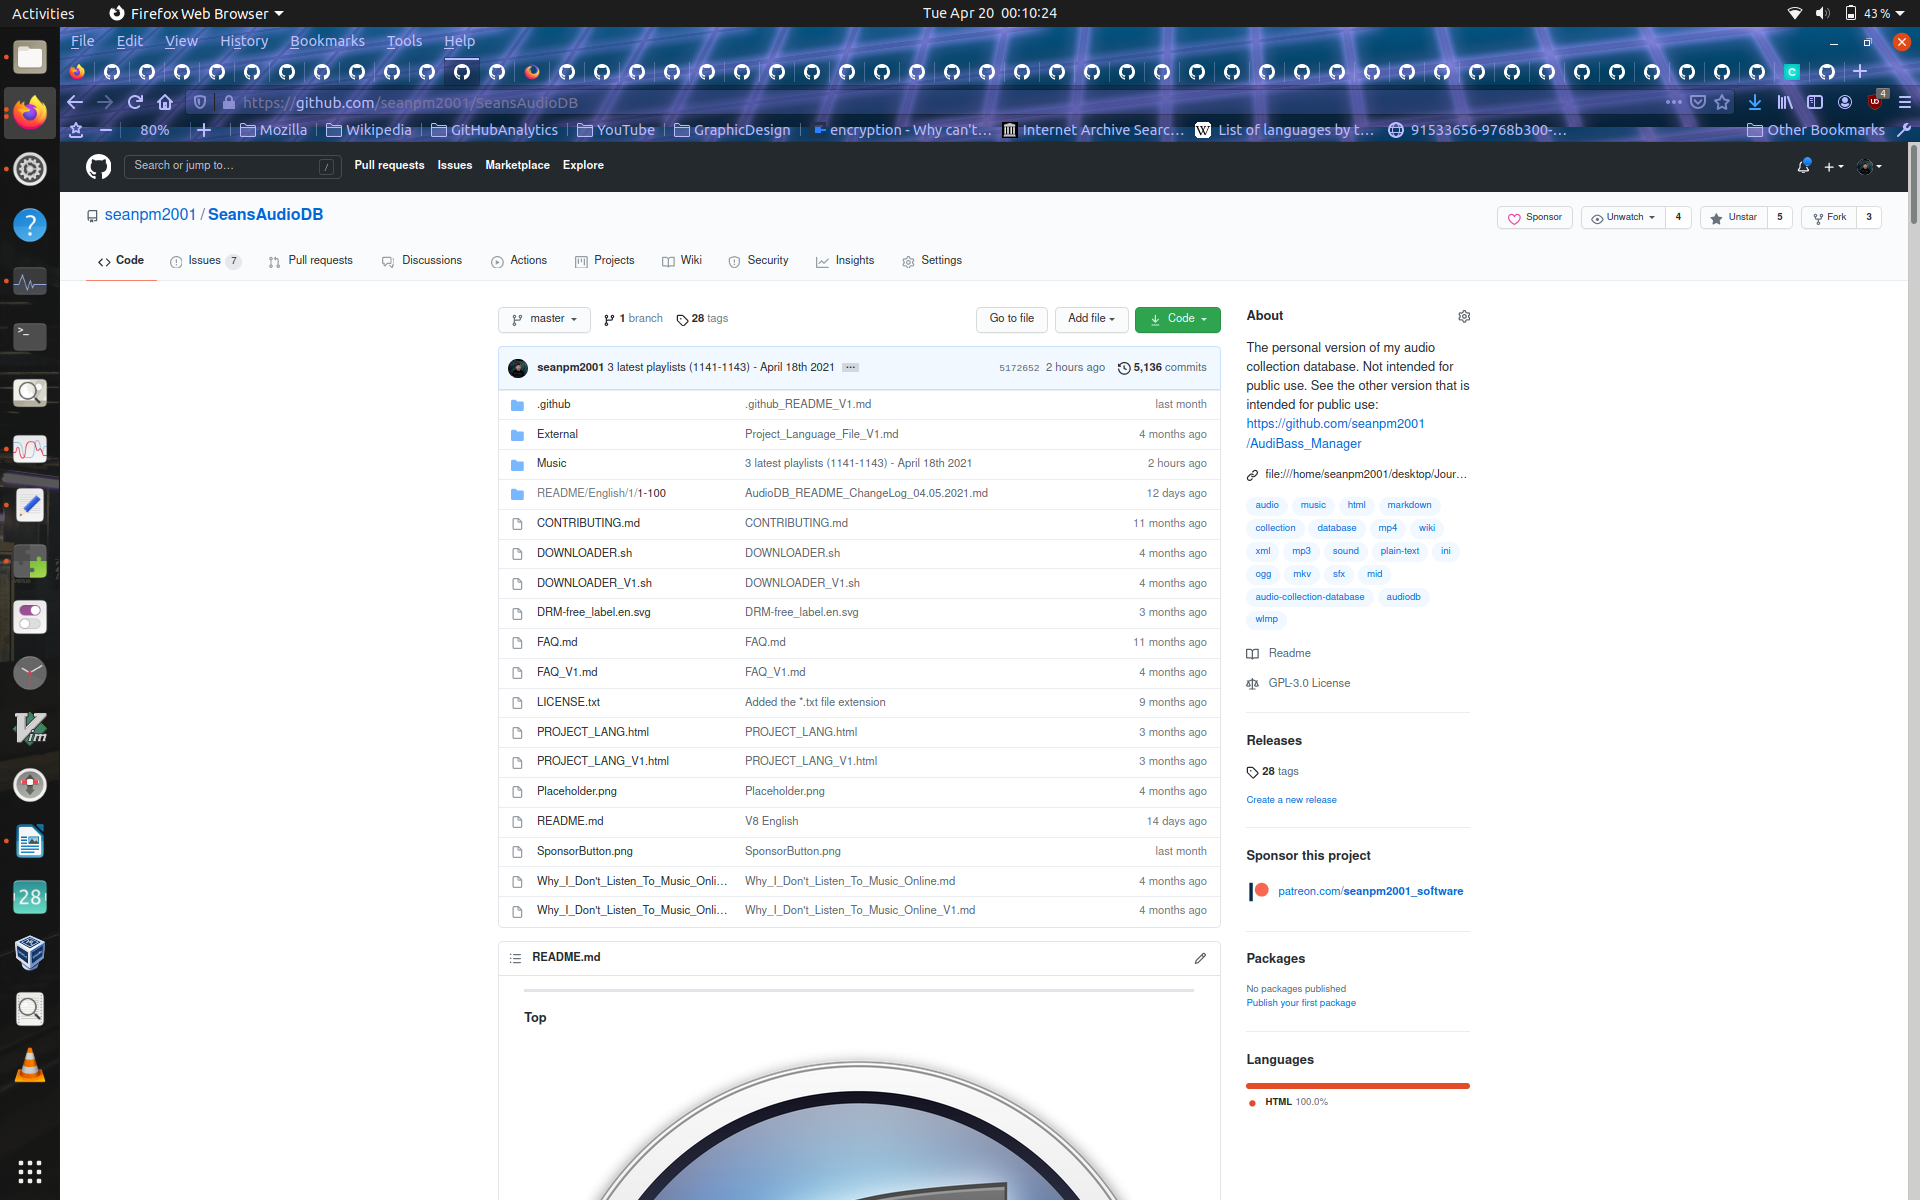 Activities Firefox Web Browser Tue Apr 20 00:10:24 43 %
File Edit View History Bookmarks Tools Help
https://github.com/seanpm2001/SeansAudioDB 4
80% Mozilla Wikipedia GitHubAnalytics YouTube GraphicDesign encryption - Why can't… Internet Archive Searc… List of languages by t… 91533656-9768b300-… Other Bookmarks
Search or jump to… / Pull requests Issues Marketplace Explore
seanpm2001 / SeansAudioDB Sponsor Unwatch 4 Unstar 5 Fork 3
Code Issues 7 Pull requests Discussions Actions Projects Wiki Security Insights Settings
master 1 branch 28 tags Go to file Add file Code
seanpm2001 3 latest playlists (1141-1143) - April 18th 2021 … 5172652 2 hours ago 5,136 commits
.github .github_README_V1.md last month
External Project_Language_File_V1.md 4 months ago
Music 3 latest playlists (1141-1143) - April 18th 2021 2 hours ago
README/English/1/1-100 AudioDB_README_ChangeLog_04.05.2021.md 12 days ago
CONTRIBUTING.md CONTRIBUTING.md 11 months ago
DOWNLOADER.sh DOWNLOADER.sh 4 months ago
DOWNLOADER_V1.sh DOWNLOADER_V1.sh 4 months ago
DRM-free_label.en.svg DRM-free_label.en.svg 3 months ago
FAQ.md FAQ.md 11 months ago
FAQ_V1.md FAQ_V1.md 4 months ago
LICENSE.txt Added the *.txt file extension 9 months ago
PROJECT_LANG.html PROJECT_LANG.html 3 months ago
PROJECT_LANG_V1.html PROJECT_LANG_V1.html 3 months ago
Placeholder.png Placeholder.png 4 months ago
README.md V8 English 14 days ago
SponsorButton.png SponsorButton.png last month
Why_I_Don't_Listen_To_Music_Onli… Why_I_Don't_Listen_To_Music_Online.md 4 months ago
Why_I_Don't_Listen_To_Music_Onli… Why_I_Don't_Listen_To_Music_Online_V1.md 4 months ago
README.md
Top
About
The personal version of my audio
collection database. Not intended for
public use. See the other version that is
intended for public use:
https://github.com/seanpm2001
/AudiBass_Manager
file:///home/seanpm2001/desktop/Jour…
audio music html markdown
collection database mp4 wiki
xml mp3 sound plain-text ini
ogg mkv sfx mid
audio-collection-database audiodb
wlmp
Readme
GPL-3.0 License
Releases
28 tags
Create a new release
Sponsor this project
patreon.com/seanpm2001_software
Packages
No packages published
Publish your first package
Languages
HTML 100.0%
28